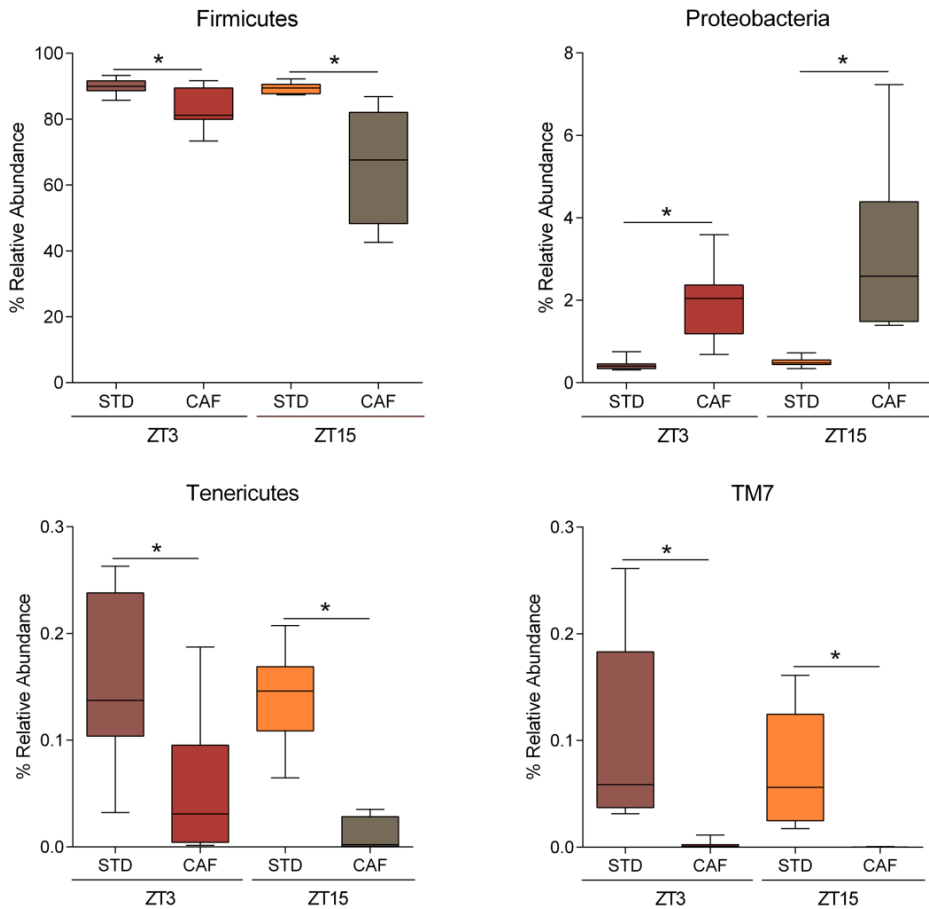 Firmicutes
% Relative Abundance
100
80
60
40
20
0
*
*
STD
CAF
STD
CAF
ZT3
ZT15
Proteobacteria
% Relative Abundance
8
6
4
2
0
*
*
STD
CAF
STD
CAF
ZT3
ZT15
Tenericutes
% Relative Abundance
0.3
0.2
0.1
0.0
*
*
STD
CAF
STD
CAF
ZT3
ZT15
TM7
% Relative Abundance
0.3
0.2
0.1
0.0
*
*
STD
CAF
STD
CAF
ZT3
ZT15